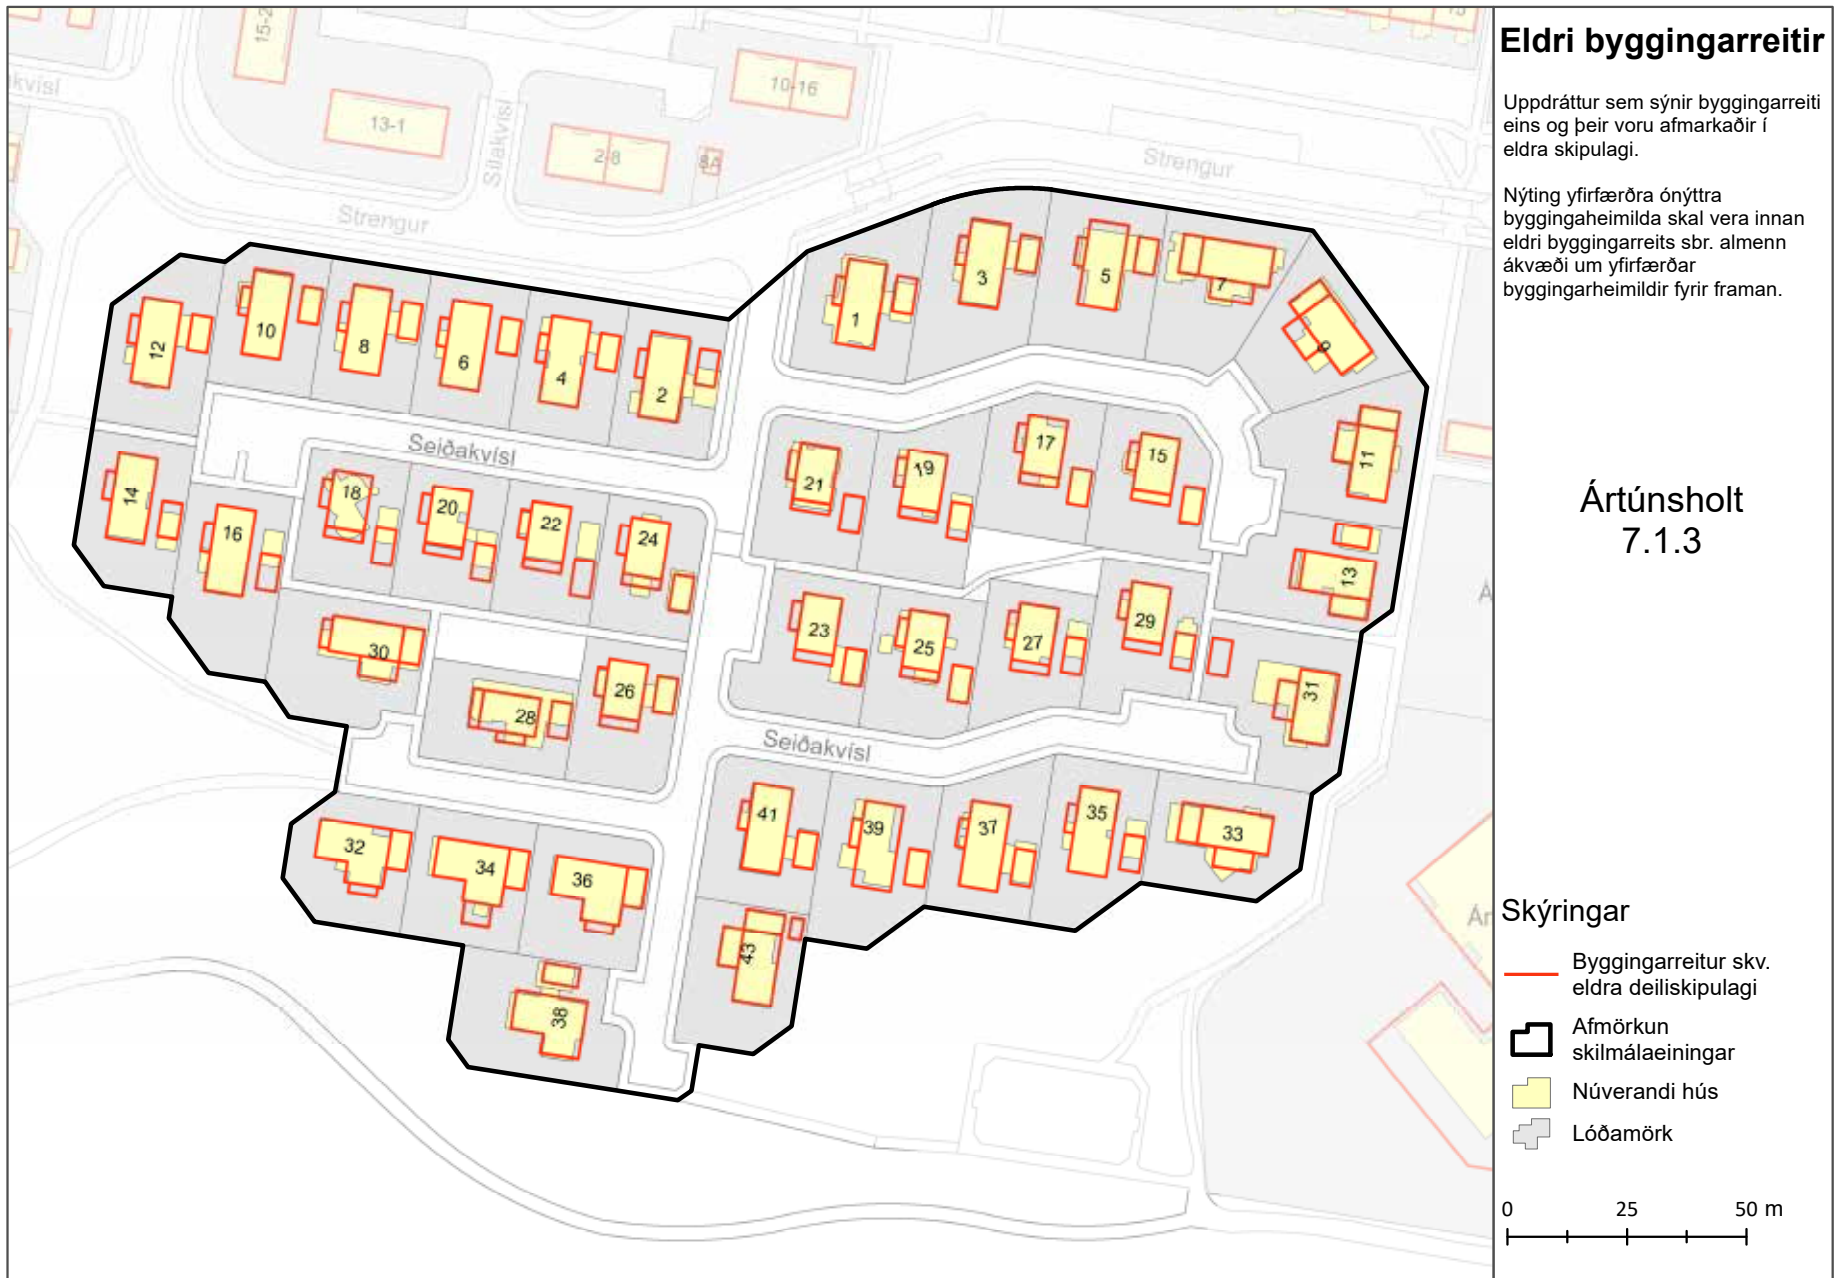 Eldri byggingarreitir
Uppdráttur sem sýnir byggingarreiti
eins og þeir voru afmarkaðir í
eldra skipulagi.
Nýting yfirfærðra ónýttra
byggingaheimilda skal vera innan
eldri byggingarreits sbr. almenn
ákvæði um yfirfærðar
byggingarheimildir fyrir framan.
Ártúnsholt
7.1.3
Skýringar
Byggingarreitur skv.
eldra deiliskipulagi
Afmörkun
skilmálaeiningar
Núverandi hús
Lóðamörk
0 25 50 m
13-1
10-16
2-8
8A
Silakvísl
Strengur
Strengur
1
3
5
7
9
11
13
12
10
8
6
4
2
Seiðakvísl
14
16
18
20
22
24
21
19
17
15
23
25
27
29
31
30
28
26
Seiðakvísl
32
34
36
38
41
39
37
35
33
43